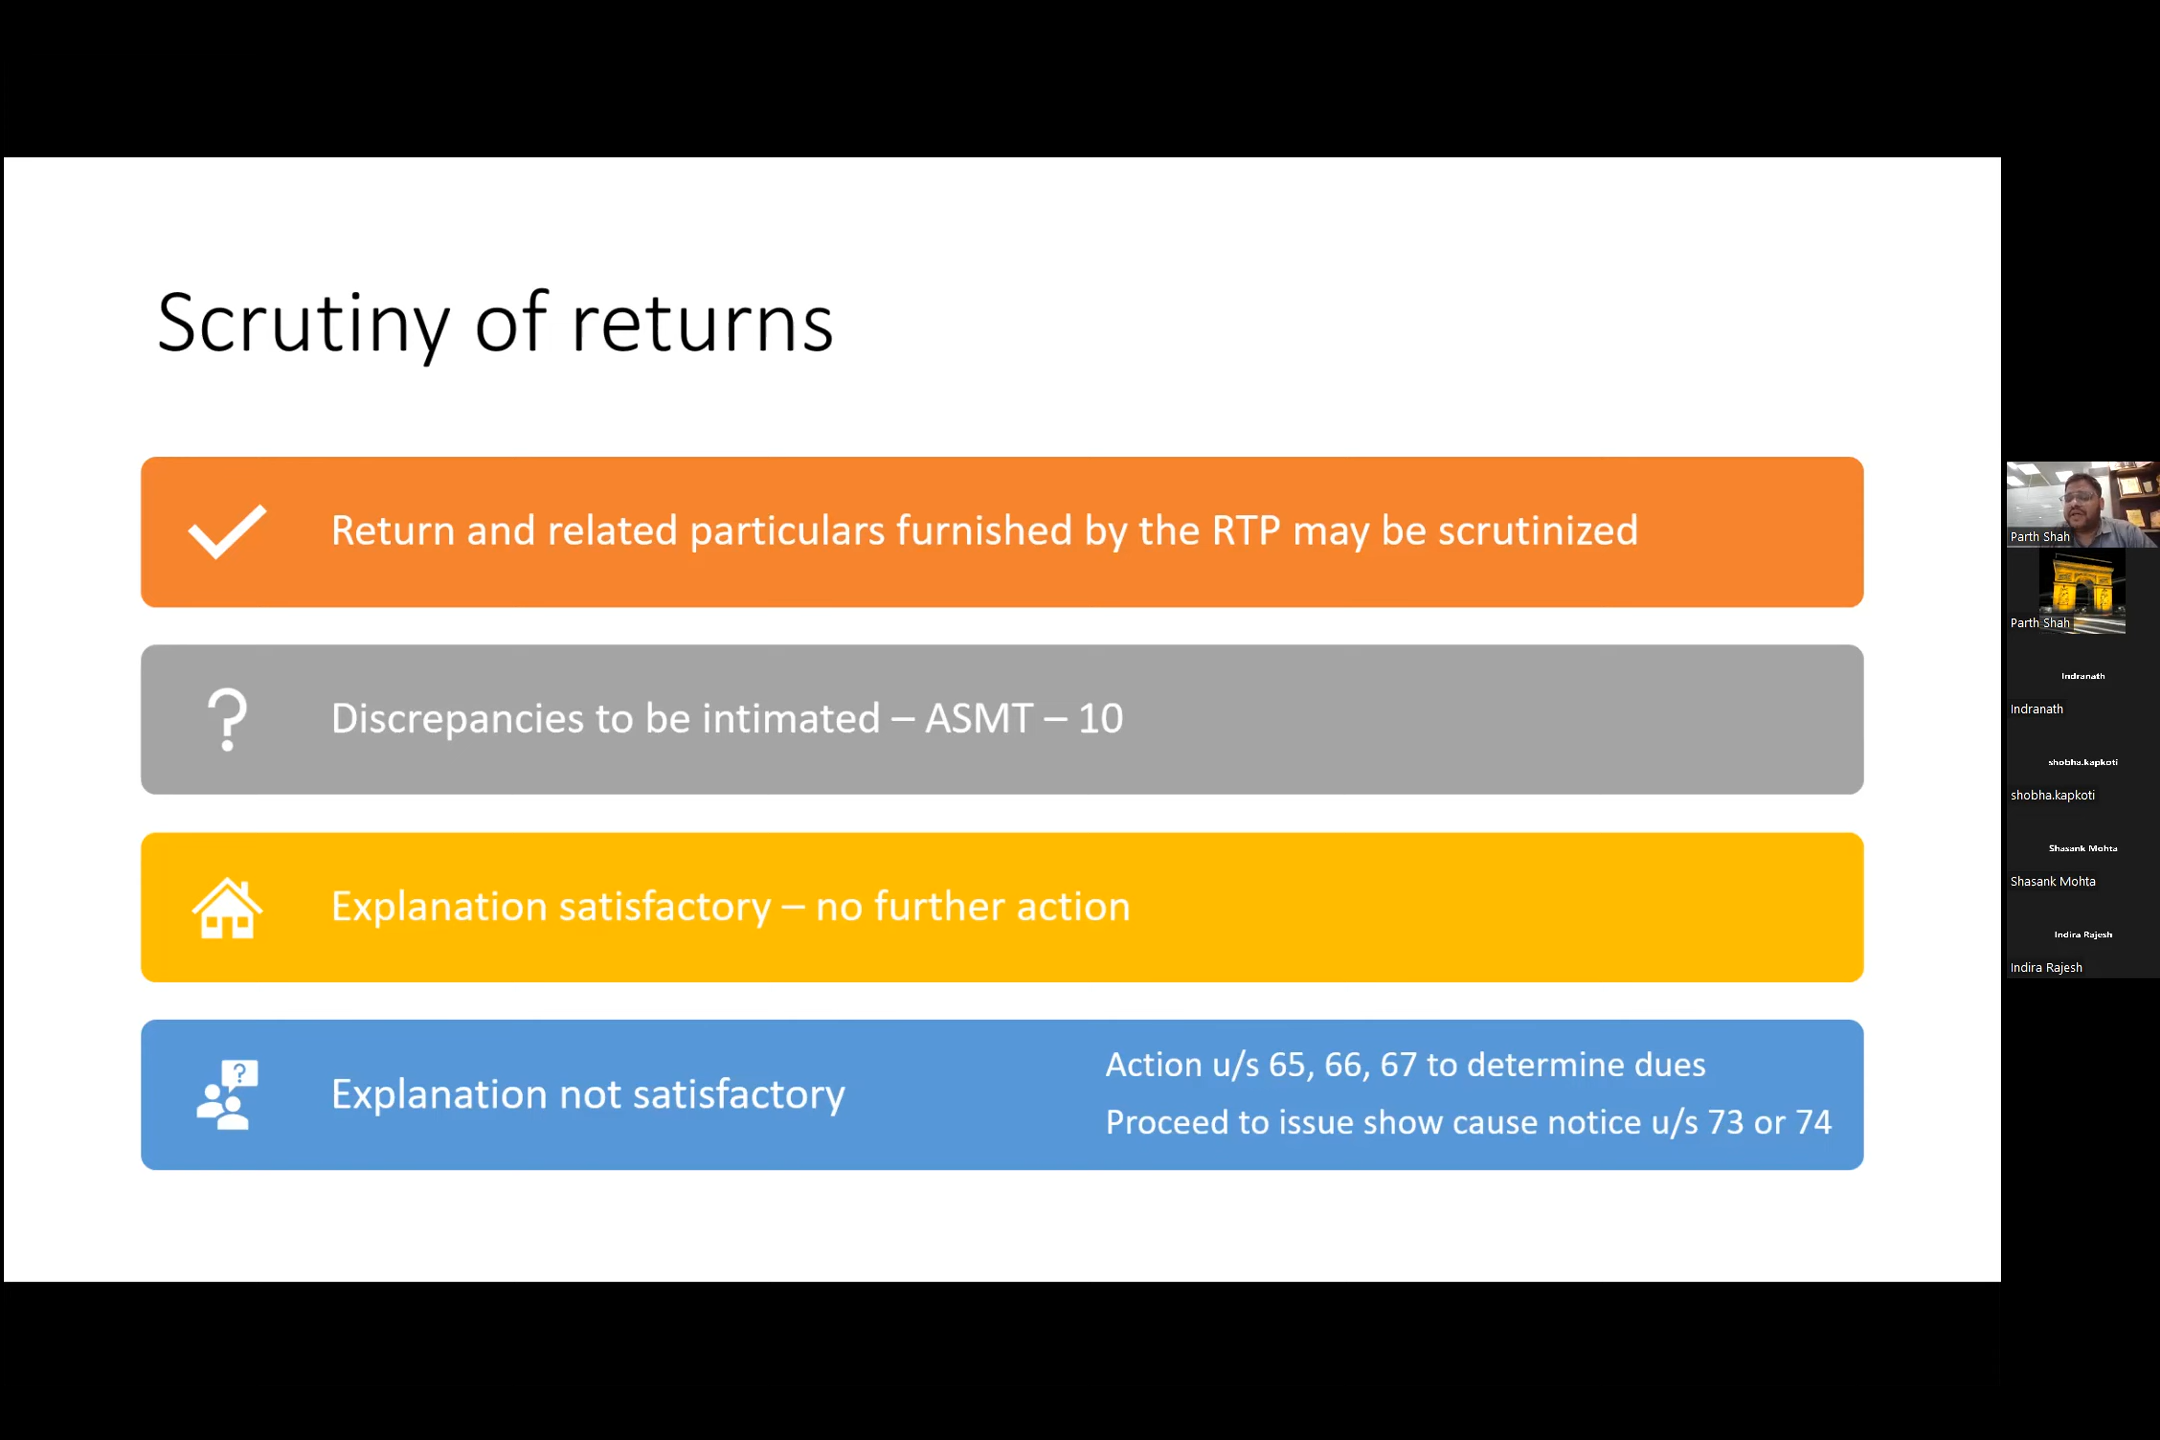 Scrutiny of returns
Return and related particulars furnished by the RTP may be scrutinized
?
Discrepancies to be intimated – ASMT – 10
Explanation satisfactory – no further action
?
Explanation not satisfactory
Action u/s 65, 66, 67 to determine dues
Proceed to issue show cause notice u/s 73 or 74
Parth Shah
Parth Shah
Indranath
Indranath
shobha.kapkoti
shobha.kapkoti
Shasank Mohta
Shasank Mohta
Indira Rajesh
Indira Rajesh